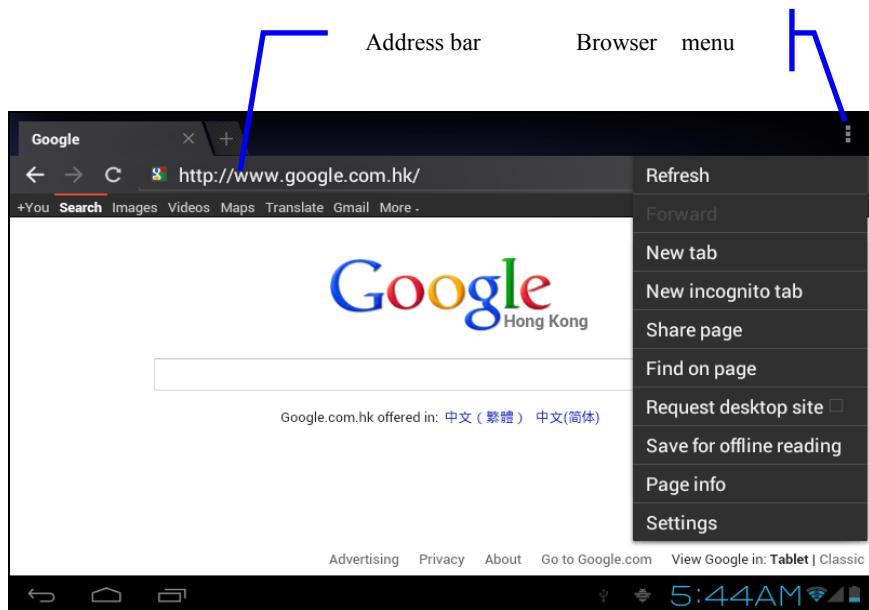 Address bar Browser menu
Google
http://www.google.com.hk/
+You Search Images Videos Maps Translate Gmail More
Google
Hong Kong
Google.com.hk offered in: 中文（繁體） 中文(简体)
Refresh
Forward
New tab
New incognito tab
Share page
Find on page
Request desktop site
Save for offline reading
Page info
Settings
Advertising Privacy About Go to Google.com View Google in: Tablet | Classic
5:44AM